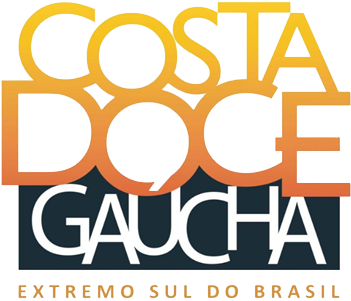 COSTA
DOCE
GAÚCHA
EXTREMO SUL DO BRASIL